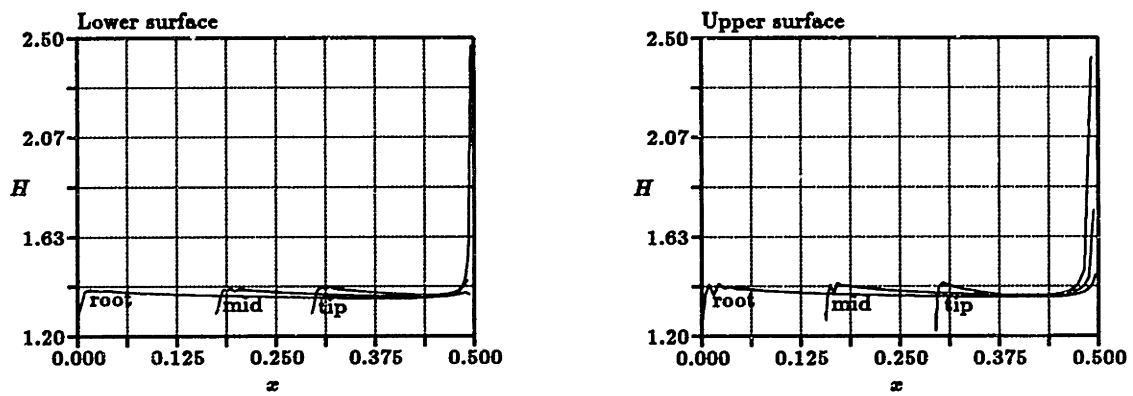 Lower surface
2.50
2.07
H
1.63
1.20
root
mid
tip
0.000 0.125 0.250 0.375 0.500
x
Upper surface
2.50
2.07
H
1.63
1.20
root
mid
tip
0.000 0.125 0.250 0.375 0.500
x